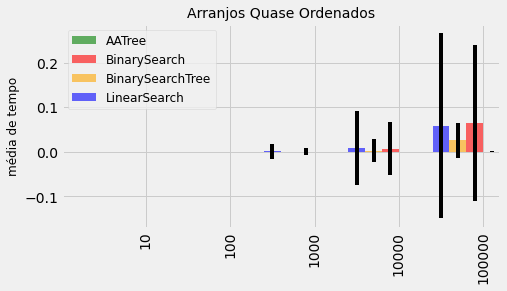 Arranjos Quase Ordenados
AATree
BinarySearch
BinarySearchTree
LinearSearch
média de tempo
0.2
0.1
0.0
−0.1
10
100
1000
10000
100000